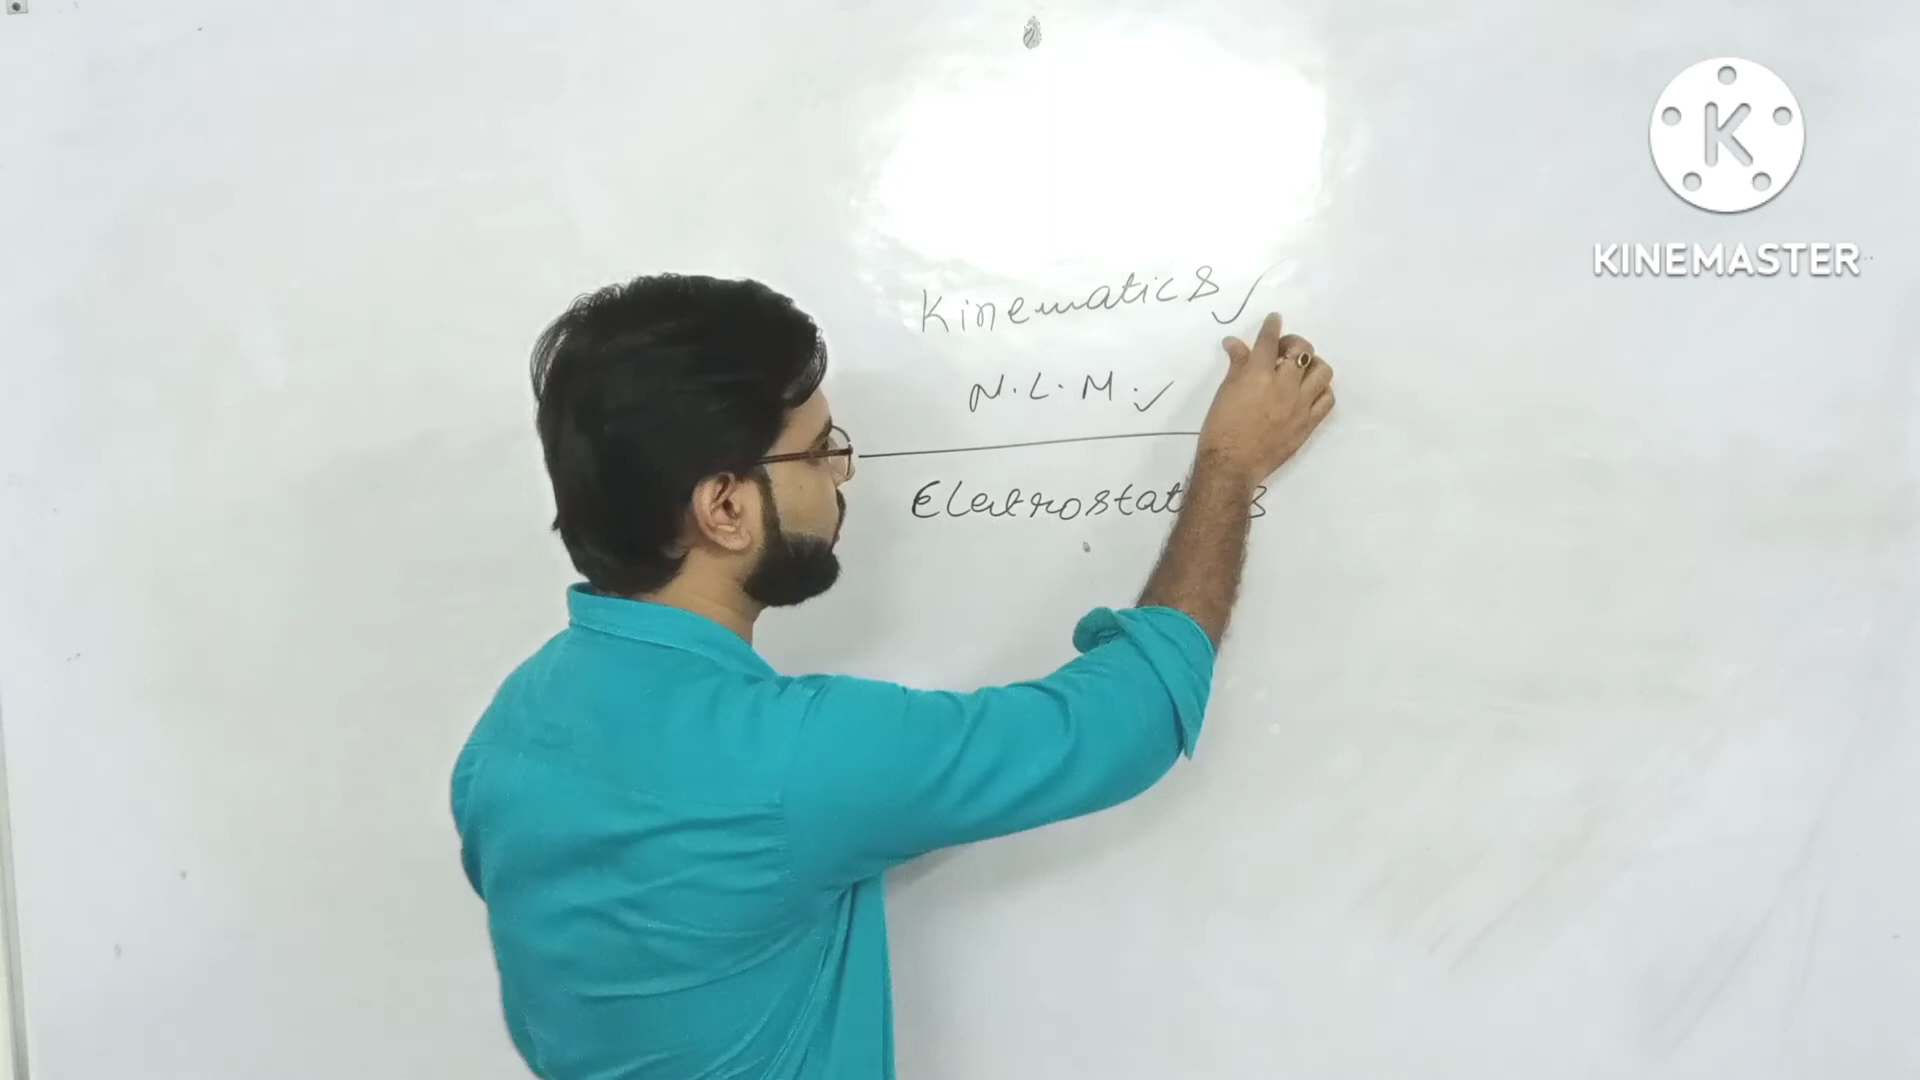 Kinematics ✓
N.L.M. ✓
K
KINEMASTER